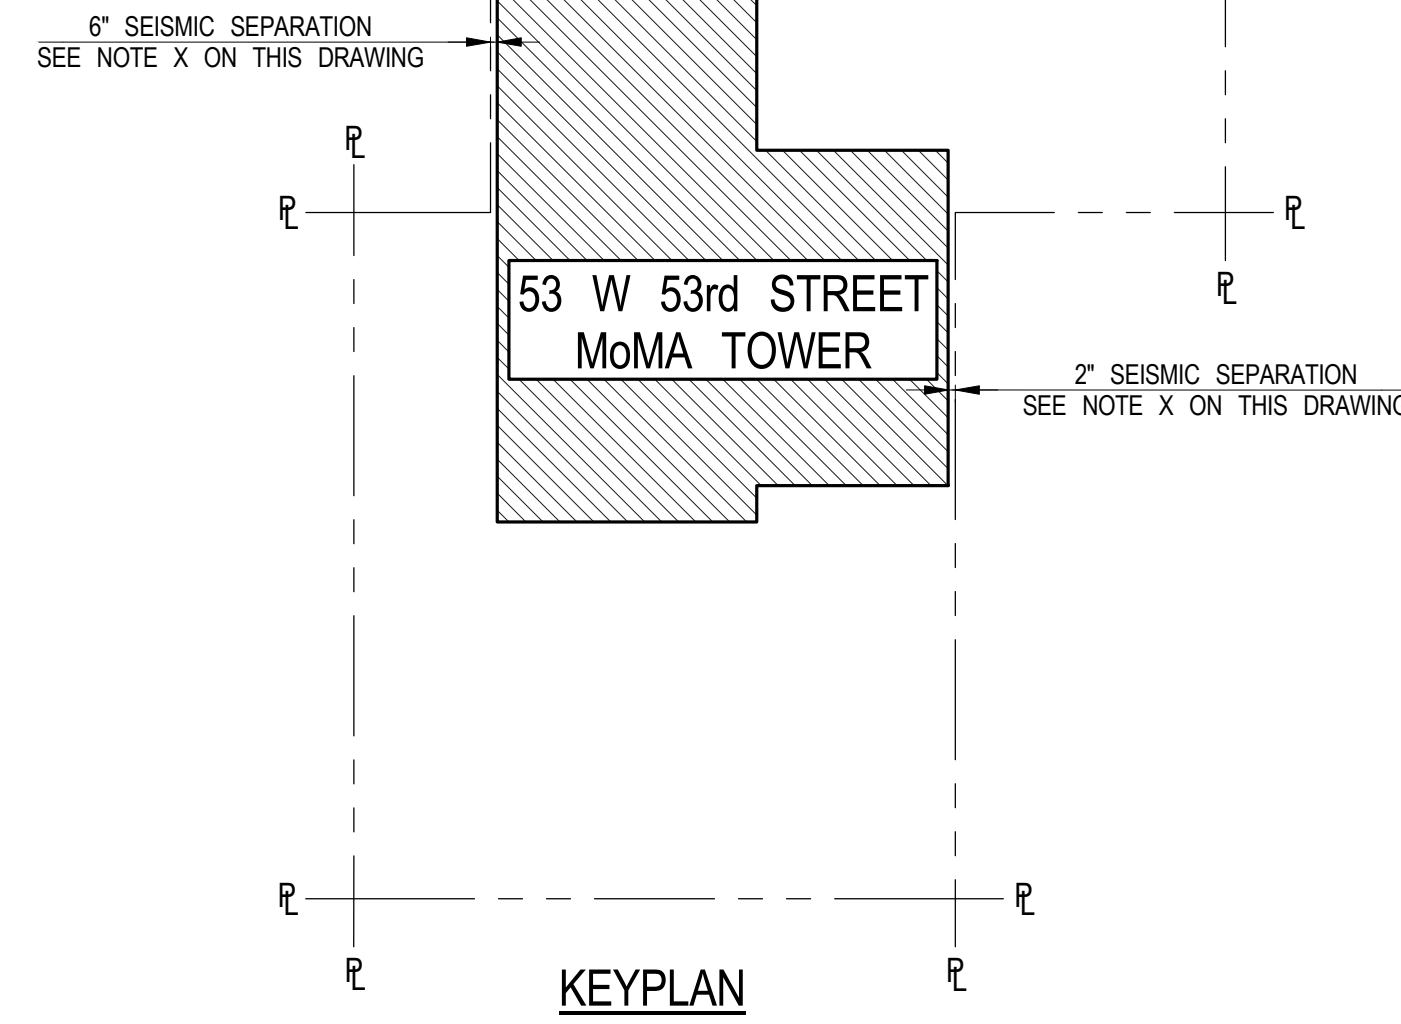 6" SEISMIC SEPARATION
SEE NOTE X ON THIS DRAWING
PL
PL
PL
PL
53 W 53rd STREET
MoMA TOWER
2" SEISMIC SEPARATION
SEE NOTE X ON THIS DRAWING
PL
PL
PL
PL
KEYPLAN